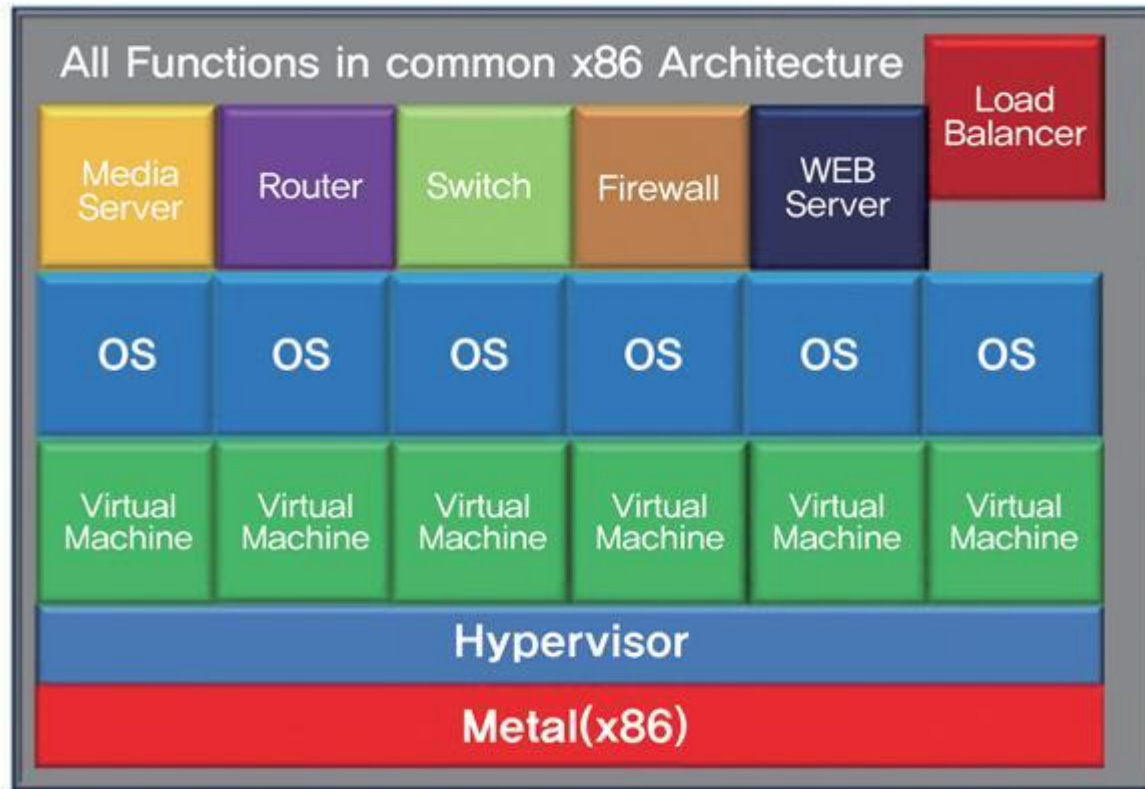 All Functions in common x86 Architecture
Load
Balancer
Media
Server
Router
Switch
Firewall
WEB
Server
OS
OS
OS
OS
OS
OS
Virtual
Machine
Virtual
Machine
Virtual
Machine
Virtual
Machine
Virtual
Machine
Virtual
Machine
Hypervisor
Metal(x86)